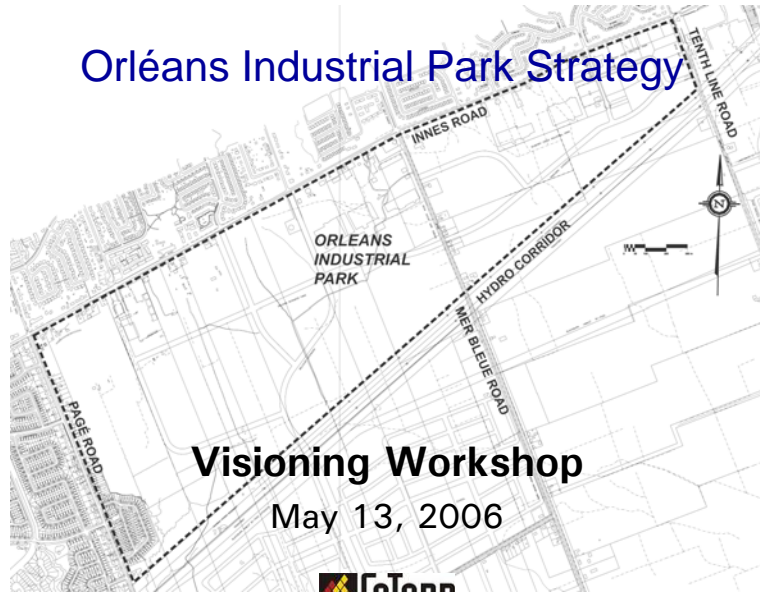 Orléans Industrial Park Strategy
TENTH LINE ROAD
INNES ROAD
ORLEANS
INDUSTRIAL
PARK
HYDRO CORRIDOR
MER BLEUE ROAD
PAGÉ ROAD
Visioning Workshop
May 13, 2006